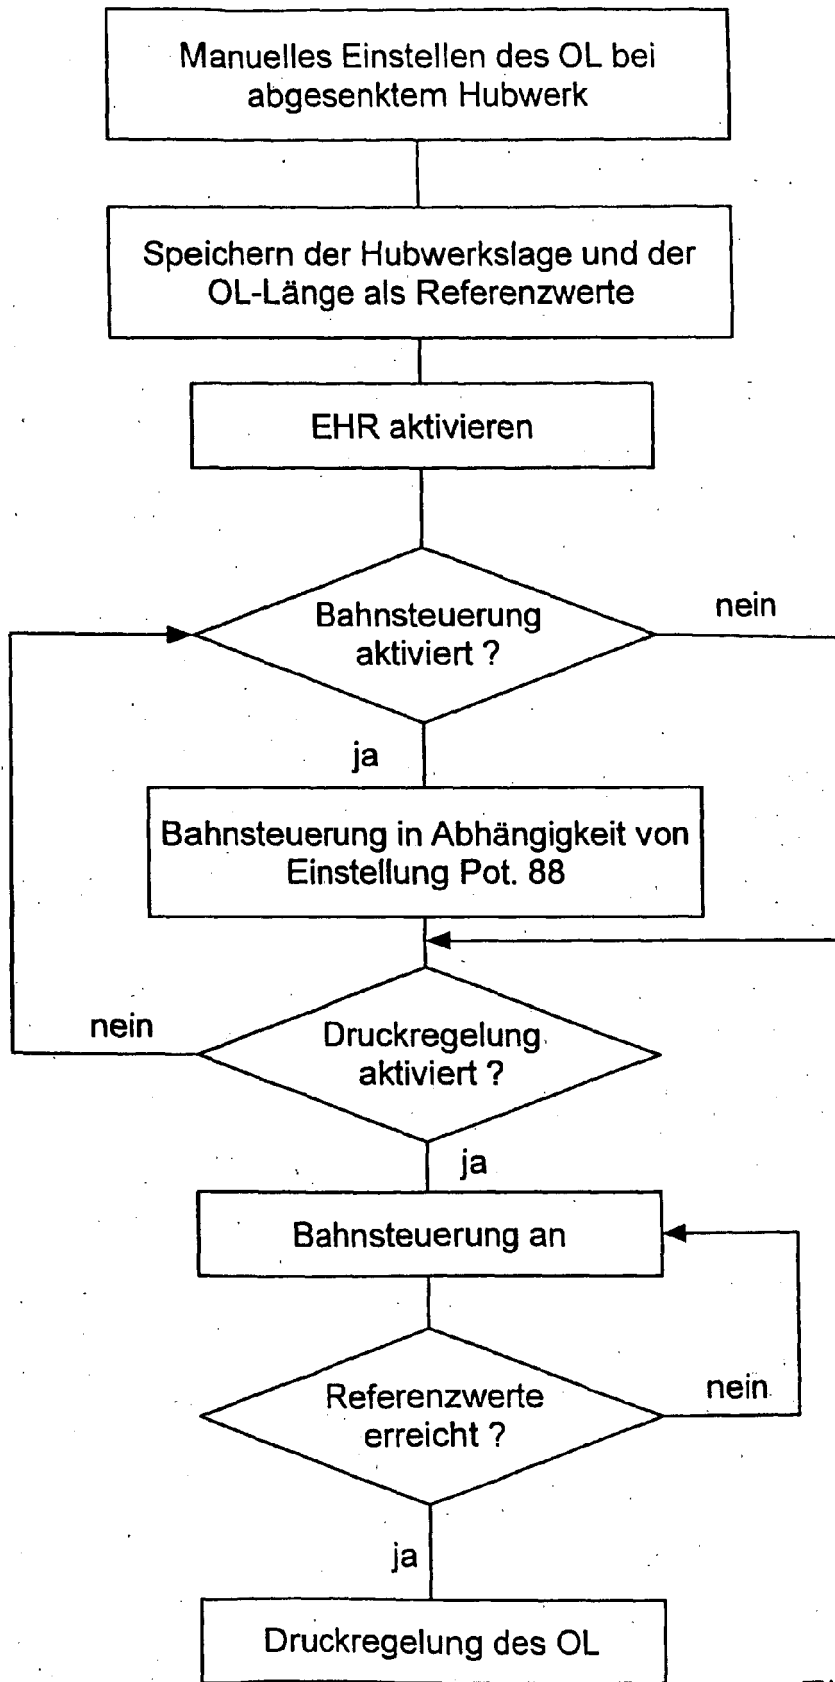 Manuelles Einstellen des OL bei
abgesenktem Hubwerk
Speichern der Hubwerkslage und der
OL-Länge als Referenzwerte
EHR aktivieren
Bahnsteuerung
aktiviert ?
nein
ja
Bahnsteuerung in Abhängigkeit von
Einstellung Pot. 88
nein
Druckregelung
aktiviert ?
ja
Bahnsteuerung an
Referenzwerte
erreicht ?
nein
ja
Druckregelung des OL